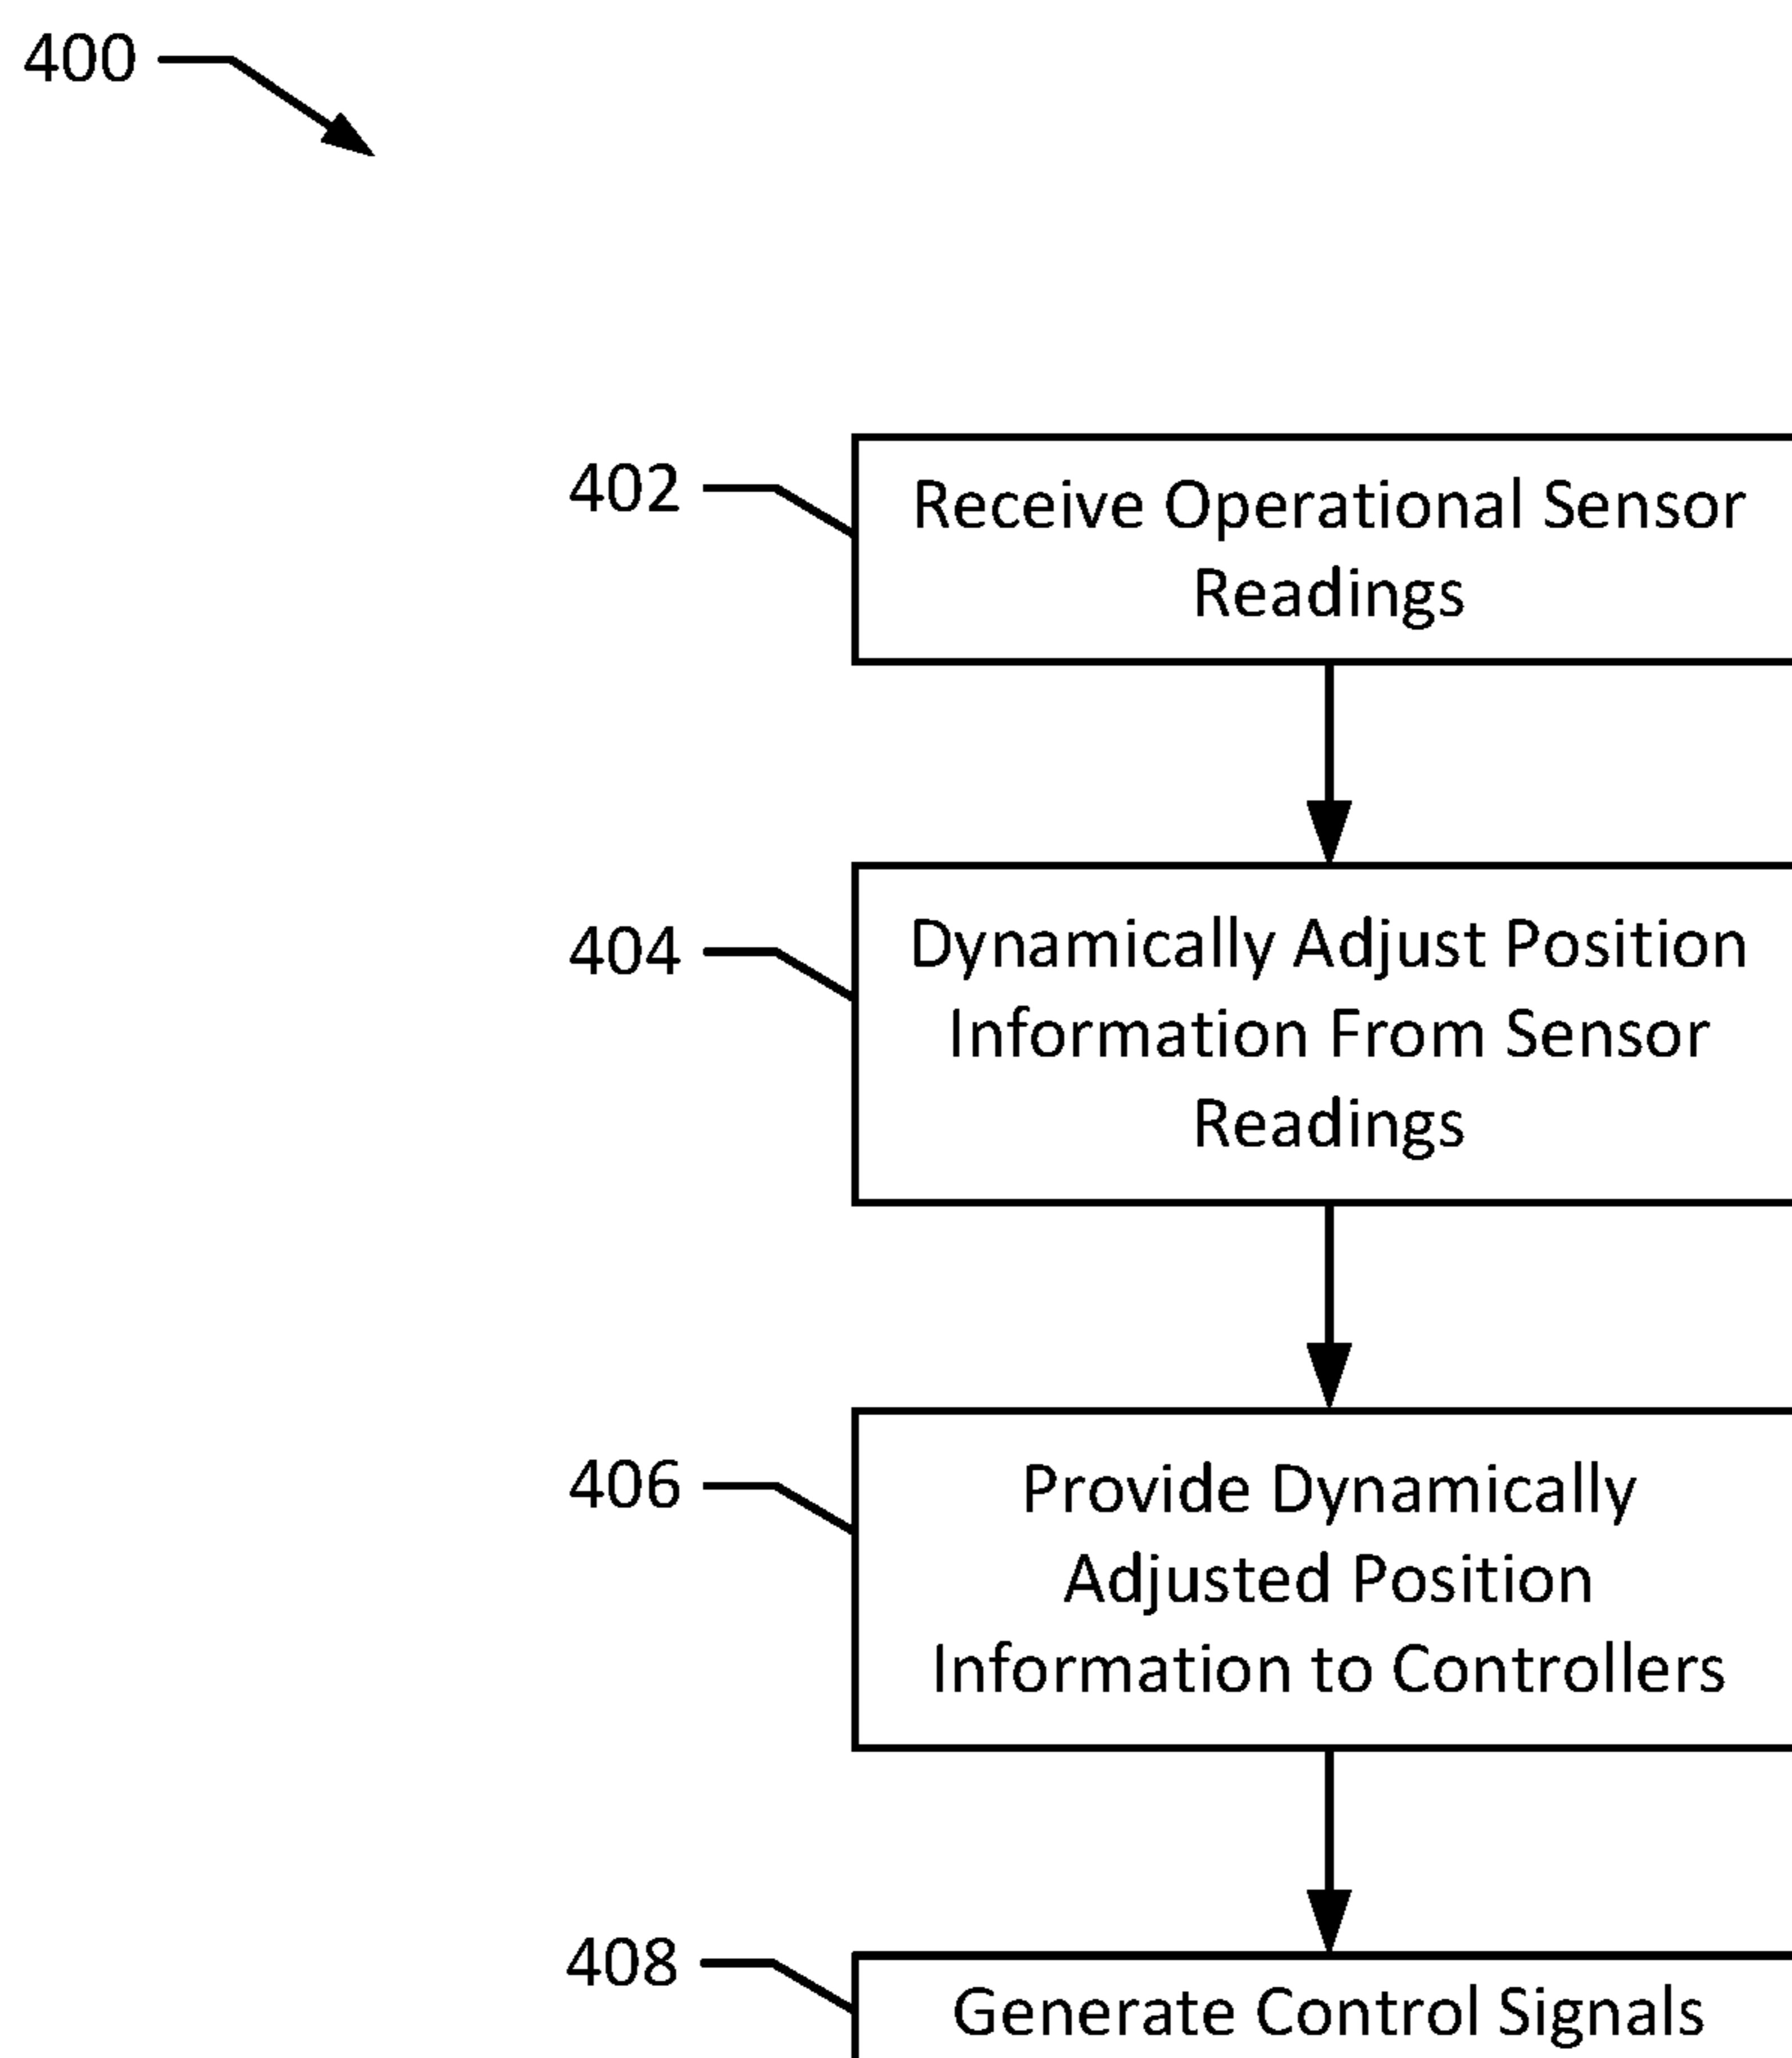 400
402
Receive Operational Sensor
Readings
404
Dynamically Adjust Position
Information From Sensor
Readings
406
Provide Dynamically
Adjusted Position
Information to Controllers
408
Generate Control Signals